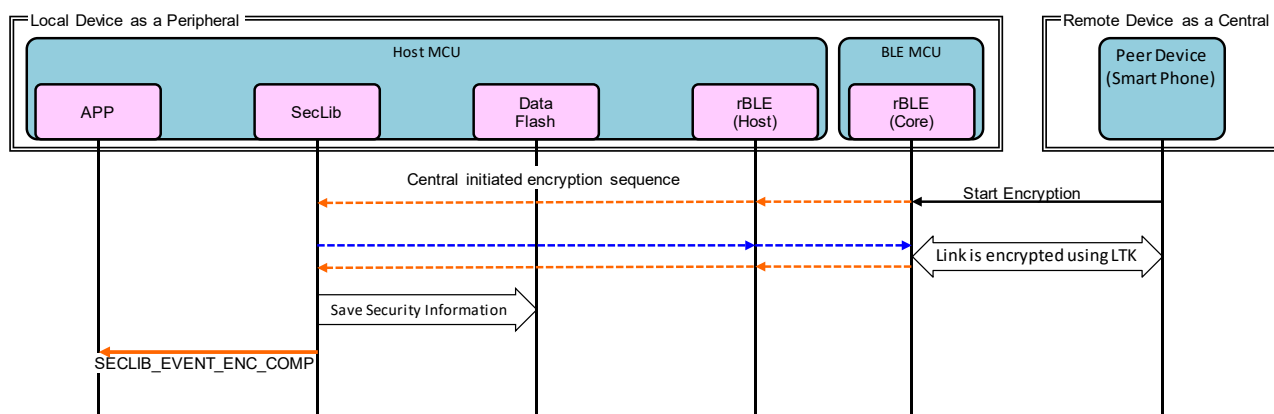 Local Device as a Peripheral
Remote Device as a Central
Host MCU
BLE MCU
Peer Device
(Smart Phone)
APP
SecLib
Data
Flash
rBLE
(Host)
rBLE
(Core)
Central initiated encryption sequence
Start Encryption
Link is encrypted using LTK
Save Security Information
SECLIB_EVENT_ENC_COMP